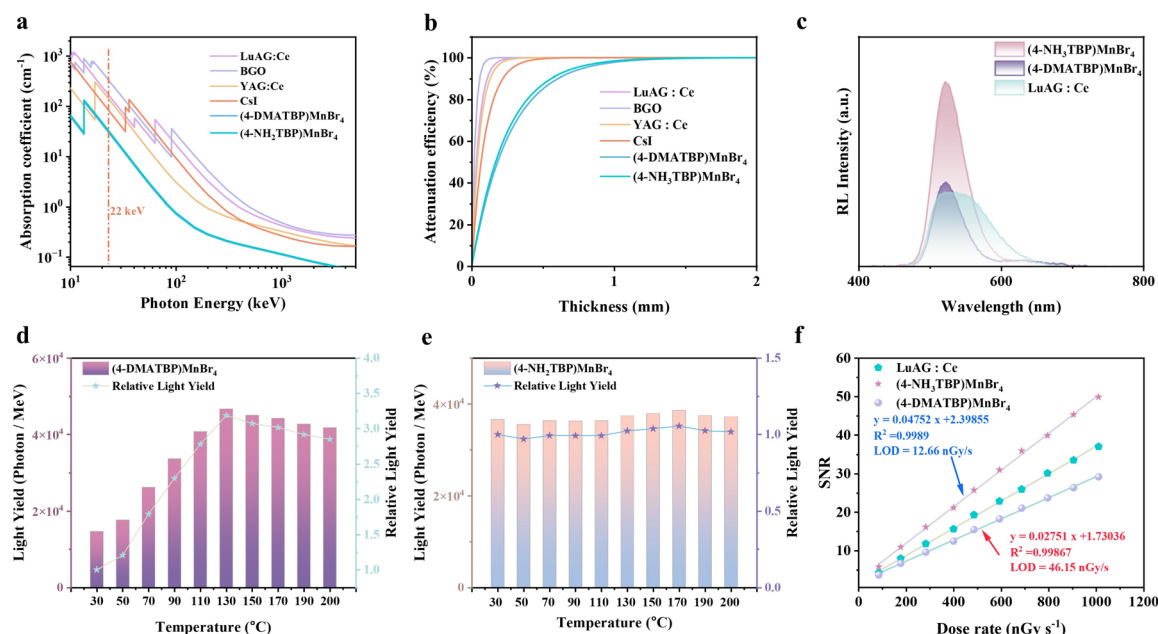 a
Absorption coefficient (cm⁻¹)
10³
10²
10¹
10⁰
10⁻¹
LuAG:Ce
BGO
YAG:Ce
CsI
(4-DMATBP)MnBr₄
(4-NH₂TBP)MnBr₄
22 keV
10¹
10²
10³
Photon Energy (keV)
b
Attenuation efficiency (%)
100
80
60
40
20
0
LuAG : Ce
BGO
YAG : Ce
CsI
(4-DMATBP)MnBr₄
(4-NH₃TBP)MnBr₄
0
1
2
Thickness (mm)
c
RL Intensity (a.u.)
(4-NH₃TBP)MnBr₄
(4-DMATBP)MnBr₄
LuAG : Ce
400
600
800
Wavelength (nm)
d
Light Yield (Photon / MeV)
6×10⁴
4×10⁴
2×10⁴
0
(4-DMATBP)MnBr₄
Relative Light Yield
4.0
3.5
3.0
2.5
2.0
1.5
1.0
Relative Light Yield
30 50 70 90 110 130 150 170 190 200
Temperature (°C)
e
Light Yield (Photon / MeV)
4×10⁴
2×10⁴
0
(4-NH₂TBP)MnBr₄
Relative Light Yield
1.5
1.0
0.5
0.0
Relative Light Yield
30 50 70 90 110 130 150 170 190 200
Temperature (°C)
f
SNR
60
50
40
30
20
10
LuAG : Ce
(4-NH₃TBP)MnBr₄
(4-DMATBP)MnBr₄
y = 0.04752 x +2.39855
R² =0.9989
LOD = 12.66 nGy/s
y = 0.02751 x +1.73036
R² =0.99867
LOD = 46.15 nGy/s
0 200 400 600 800 1000 1200
Dose rate (nGy s⁻¹)